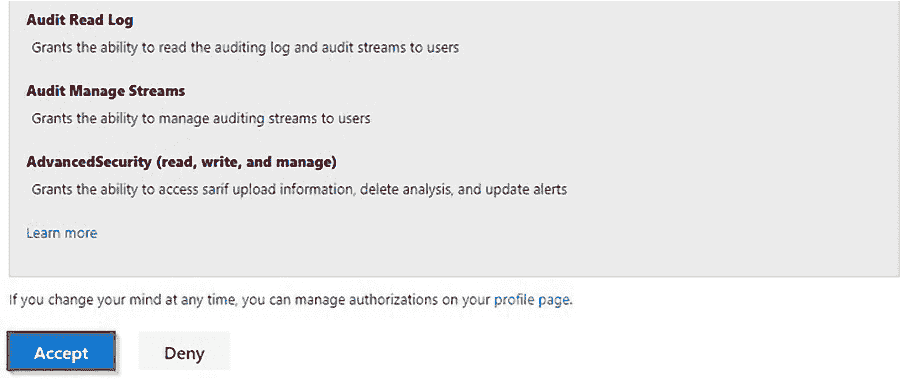 Audit Read Log
Grants the ability to read the auditing log and audit streams to users
Audit Manage Streams
Grants the ability to manage auditing streams to users
AdvancedSecurity (read, write, and manage)
Grants the ability to access sarif upload information, delete analysis, and update alerts
Learn more
If you change your mind at any time, you can manage authorizations on your profile page.
Accept Deny